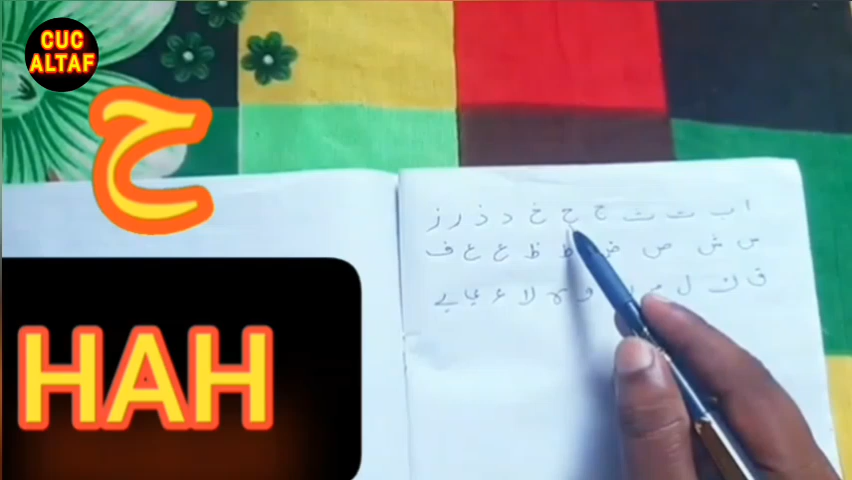 CUC
ALTAF
ح
HAH
ا ب ت ث ج ح خ د ذ ر ز
س ش ص ض ط ظ ع غ ف
ق ك ل م و ه لا ء ي ے